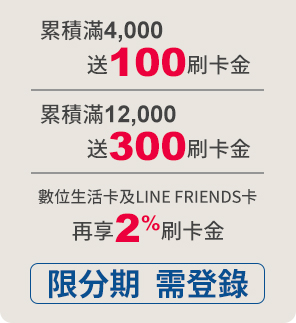 累積滿4,000
送100刷卡金
累積滿12,000
送300刷卡金
數位生活卡及LINE FRIENDS卡
再享2%刷卡金
限分期 需登錄